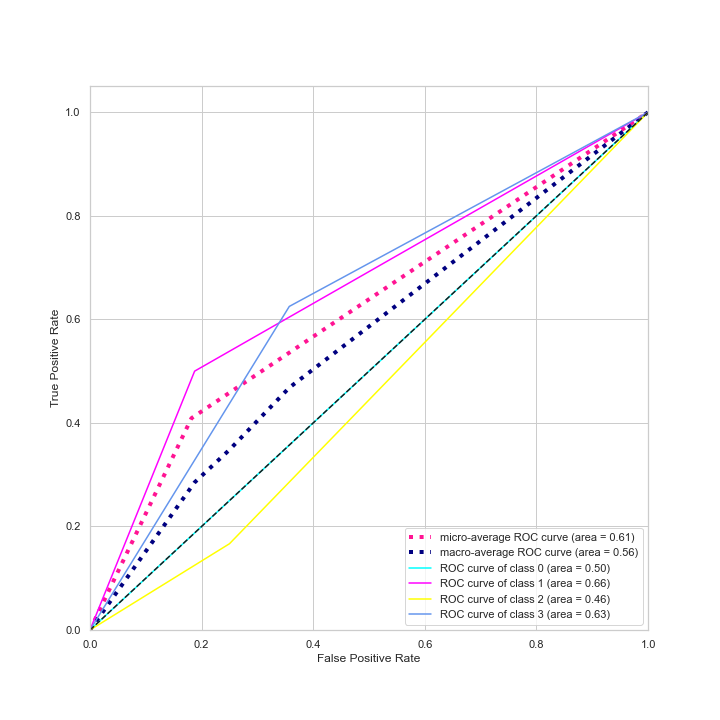 1.0
0.8
0.6
0.4
0.2
0.0
True Positive Rate
micro-average ROC curve (area = 0.61)
macro-average ROC curve (area = 0.56)
ROC curve of class 0 (area = 0.50)
ROC curve of class 1 (area = 0.66)
ROC curve of class 2 (area = 0.46)
ROC curve of class 3 (area = 0.63)
0.0 0.2 0.4 0.6 0.8 1.0
False Positive Rate